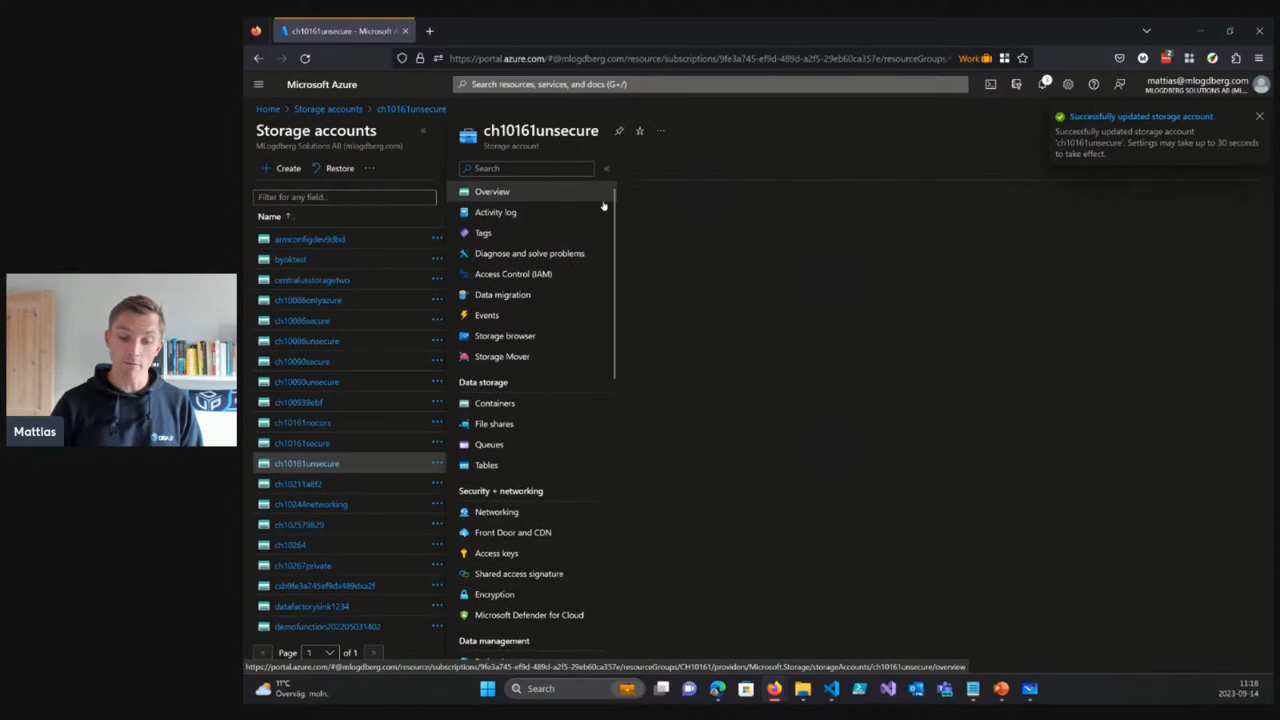 ch10161unsecure - Microsoft A
https://portal.azure.com/#@mlogdberg.com/resource/subscriptions/9fe3a745-ef9d-489d-a2f5-29eb60ca357e/resourceGroups/
Work
Microsoft Azure
Search resources, services, and docs (G+/)
2
mattias@mlogdberg.com
MLOGDBERG SOLUTIONS AB (MLOGD...
Home > Storage accounts > ch10161unsecure
Storage accounts
MLogdberg Solutions AB (mlogdberg.com)
Create
Restore
Filter for any field...
Name
armconfigdev9dbd
byoktest
centralusstoragetwo
ch10086onlyazure
ch10086secure
ch10086unsecure
ch10090secure
ch10090unsecure
ch100939ebf
ch10161nocors
ch10161secure
ch10161unsecure
ch10211a8f2
ch10244networking
ch102579829
ch10264
ch10267private
csb9fe3a745ef9dx489dxa2f
datafactorysink1234
demofunction202205031402
Page 1 of 1
ch10161unsecure
Storage account
Search
Overview
Activity log
Tags
Diagnose and solve problems
Access Control (IAM)
Data migration
Events
Storage browser
Storage Mover
Data storage
Containers
File shares
Queues
Tables
Security + networking
Networking
Front Door and CDN
Access keys
Shared access signature
Encryption
Microsoft Defender for Cloud
Data management
Successfully updated storage account
Successfully updated storage account
'ch10161unsecure'. Settings may take up to 30 seconds
to take effect.
Mattias
https://portal.azure.com/#@mlogdberg.com/resource/subscriptions/9fe3a745-ef9d-489d-a2f5-29eb60ca357e/resourceGroups/CH10161/providers/Microsoft.Storage/storageAccounts/ch10161unsecure/overview
11°C
Övervag. moln.
Search
11:18
2023-09-14